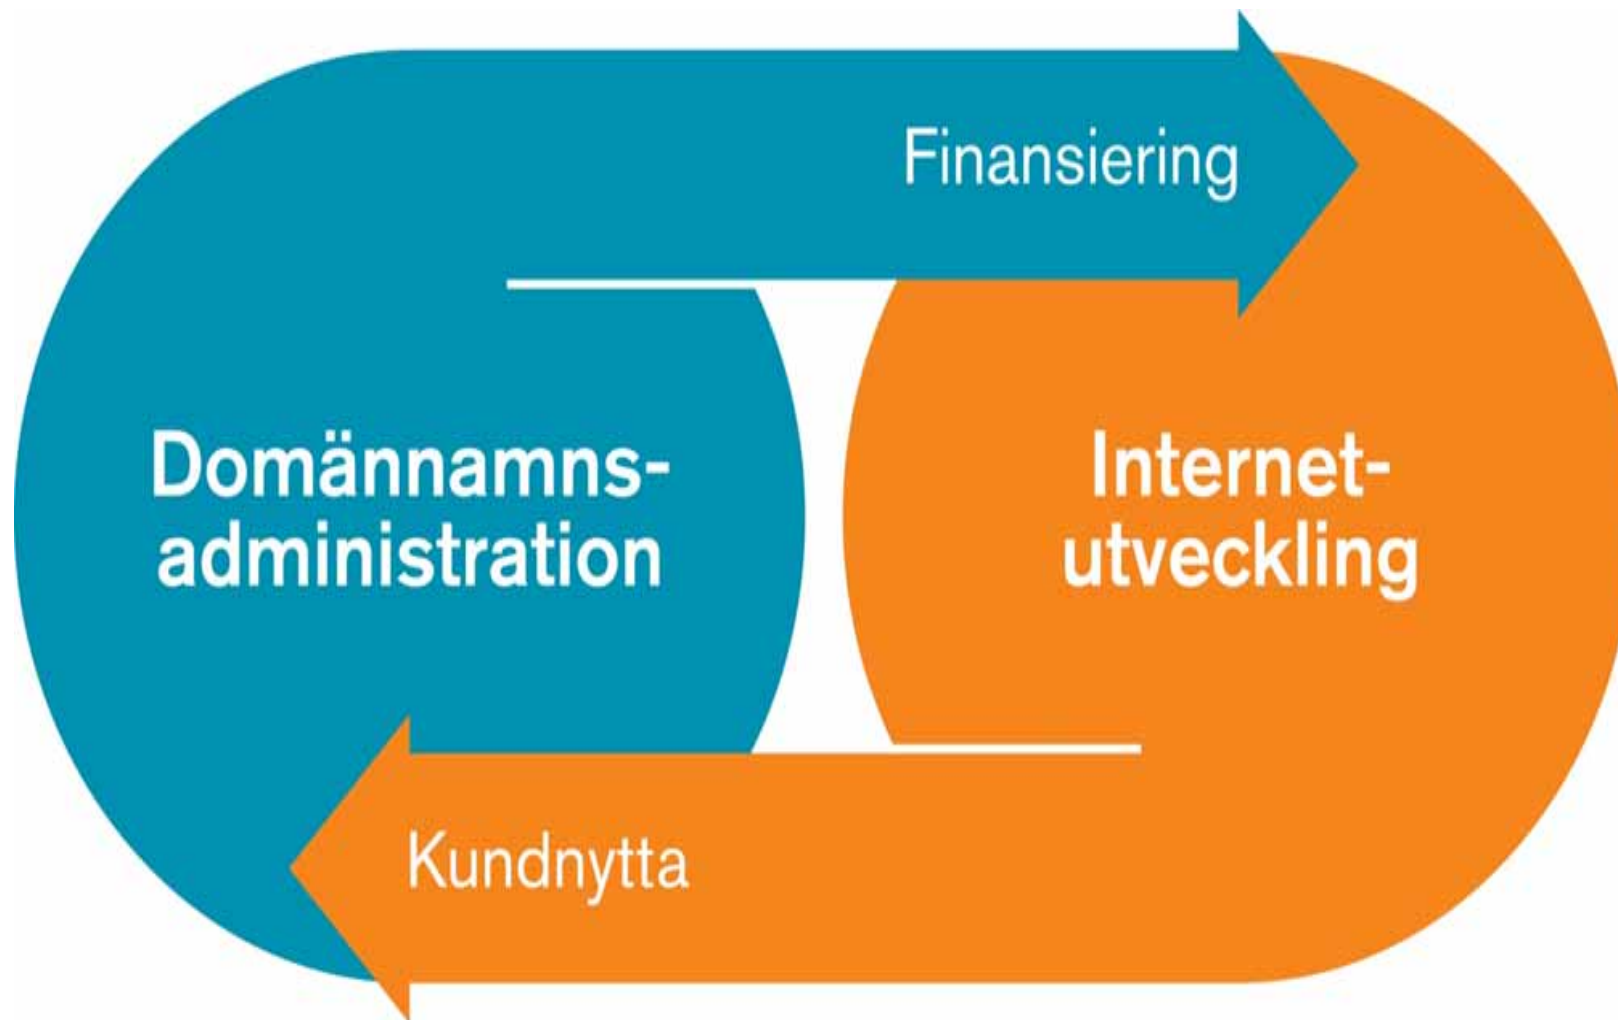 Finansiering
Domännamns-
administration
Internet-
utveckling
Kundnytta